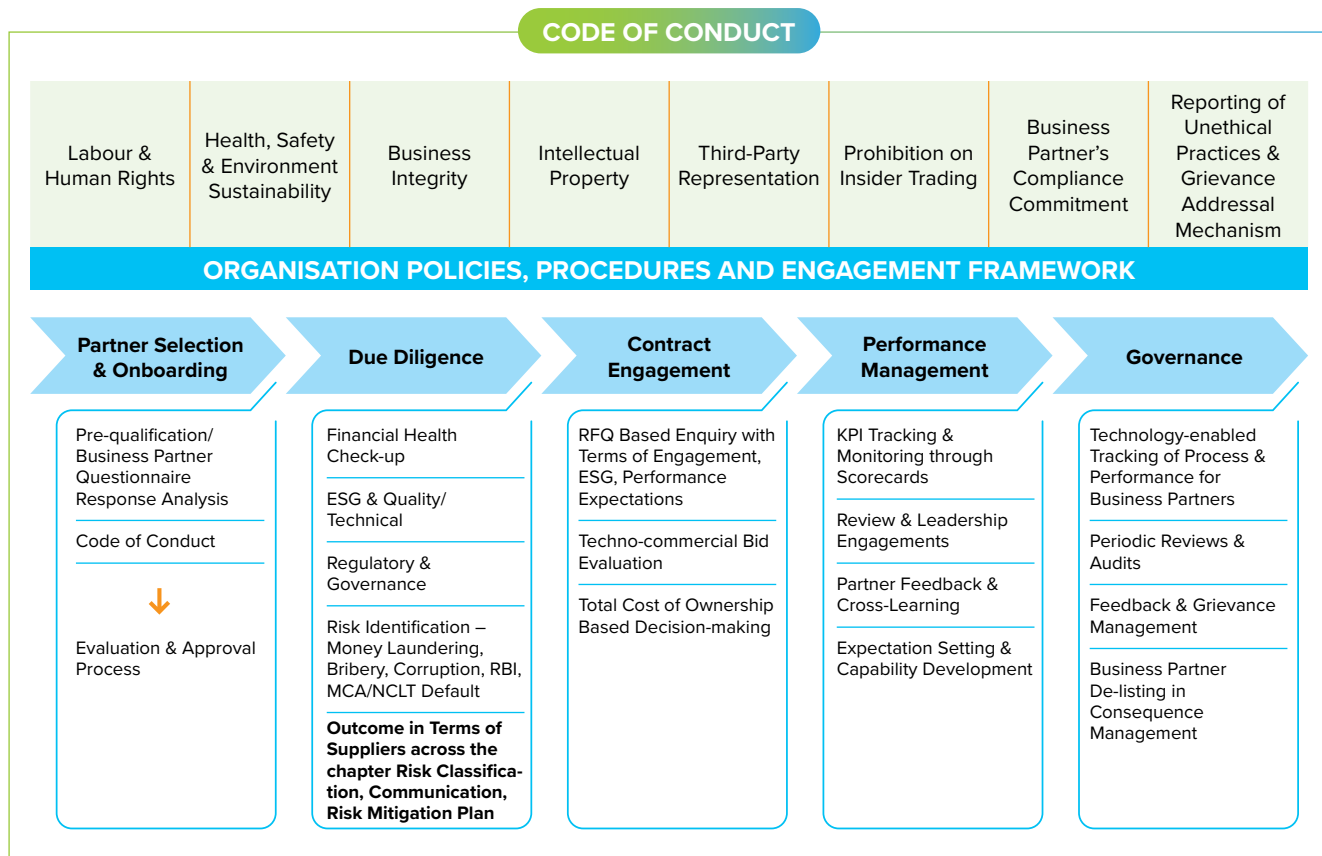 CODE OF CONDUCT
Labour &
Human Rights
Health, Safety
& Environment
Sustainability
Business
Integrity
Intellectual
Property
Third-Party
Representation
Prohibition on
Insider Trading
Business
Partner’s
Compliance
Commitment
Reporting of
Unethical
Practices &
Grievance
Addressal
Mechanism
ORGANISATION POLICIES, PROCEDURES AND ENGAGEMENT FRAMEWORK
Partner Selection
& Onboarding
Pre-qualification/
Business Partner
Questionnaire
Response Analysis
Code of Conduct
Evaluation & Approval
Process
Due Diligence
Financial Health
Check-up
ESG & Quality/
Technical
Regulatory &
Governance
Risk Identification –
Money Laundering,
Bribery, Corruption, RBI,
MCA/NCLT Default
Outcome in Terms of
Suppliers across the
chapter Risk Classifica-
tion, Communication,
Risk Mitigation Plan
Contract
Engagement
RFQ Based Enquiry with
Terms of Engagement,
ESG, Performance
Expectations
Techno-commercial Bid
Evaluation
Total Cost of Ownership
Based Decision-making
Performance
Management
KPI Tracking &
Monitoring through
Scorecards
Review & Leadership
Engagements
Partner Feedback &
Cross-Learning
Expectation Setting &
Capability Development
Governance
Technology-enabled
Tracking of Process &
Performance for
Business Partners
Periodic Reviews &
Audits
Feedback & Grievance
Management
Business Partner
De-listing in
Consequence
Management